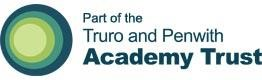 Part of the
Truro and Penwith
Academy Trust